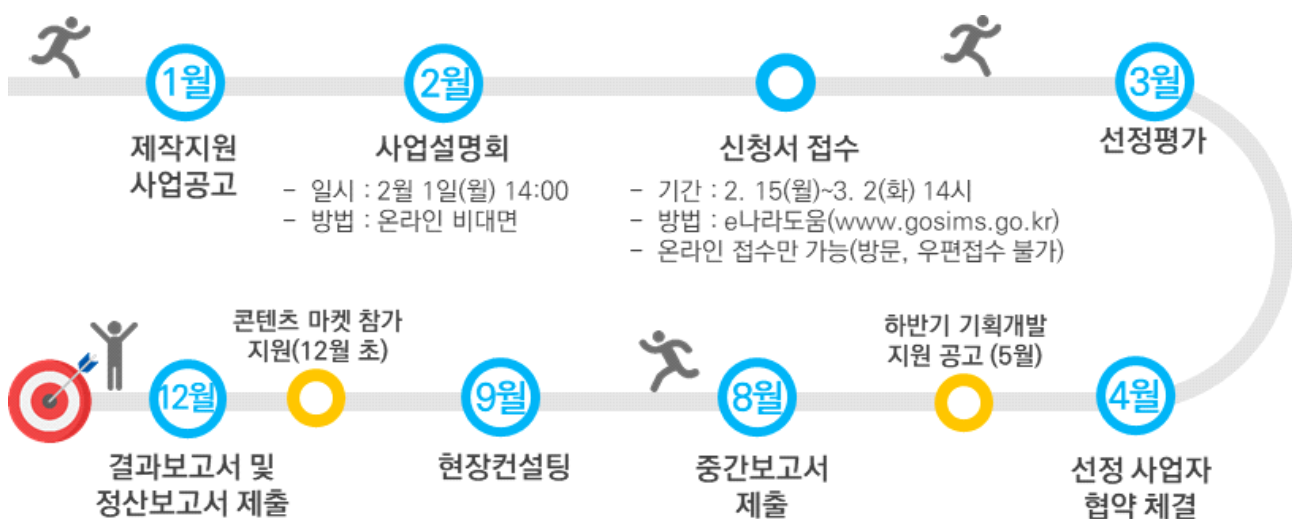 1월
제작지원
사업공고
2월
사업설명회
- 일시 : 2월 1일(월) 14:00
- 방법 : 온라인 비대면
신청서 접수
- 기간 : 2. 15(월)~3. 2(화) 14시
- 방법 : e나라도움(www.gosims.go.kr)
- 온라인 접수만 가능(방문, 우편접수 불가)
3월
선정평가
4월
선정 사업자
협약 체결
하반기 기획개발
지원 공고 (5월)
8월
중간보고서
제출
9월
현장컨설팅
콘텐츠 마켓 참가
지원(12월 초)
12월
결과보고서 및
정산보고서 제출